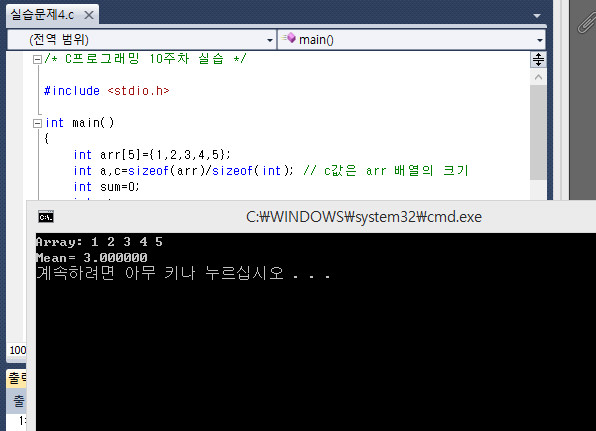 실습문제4.c
(전역 범위)
main()
/* C프로그래밍 10주차 실습 */
#include <stdio.h>
int main()
{
int arr[5]={1,2,3,4,5};
int a,c=sizeof(arr)/sizeof(int); // c값은 arr 배열의 크기
int sum=0;
C:\WINDOWS\system32\cmd.exe
Array: 1 2 3 4 5
Mean= 3.000000
계속하려면 아무 키나 누르십시오 . . .
100
출력
출